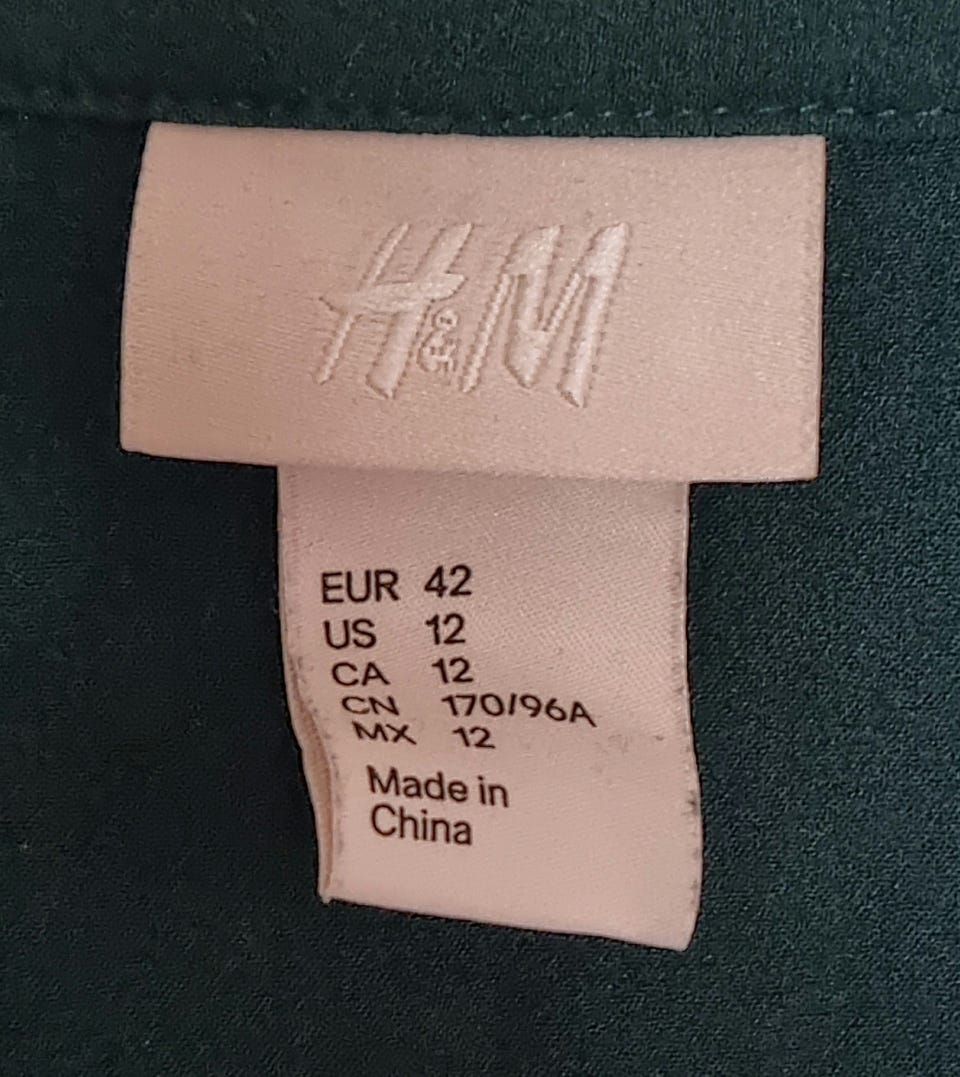 H&M
EUR 42
US 12
CA 12
CN 170/96A
MX 12
Made in
China